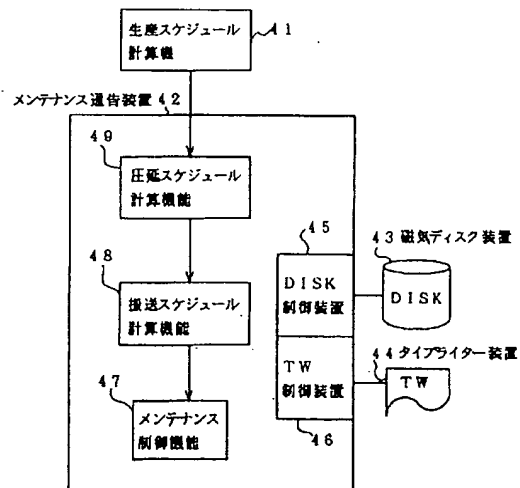 生産スケジュール
計算機
41
メンテナンス通告装置 42
49
圧延スケジュール
計算機能
48
搬送スケジュール
計算機能
47
メンテナンス
制御機能
45
DISK
制御装置
43 磁気ディスク装置
DISK
TW
制御装置
44 タイプライター装置
TW
46